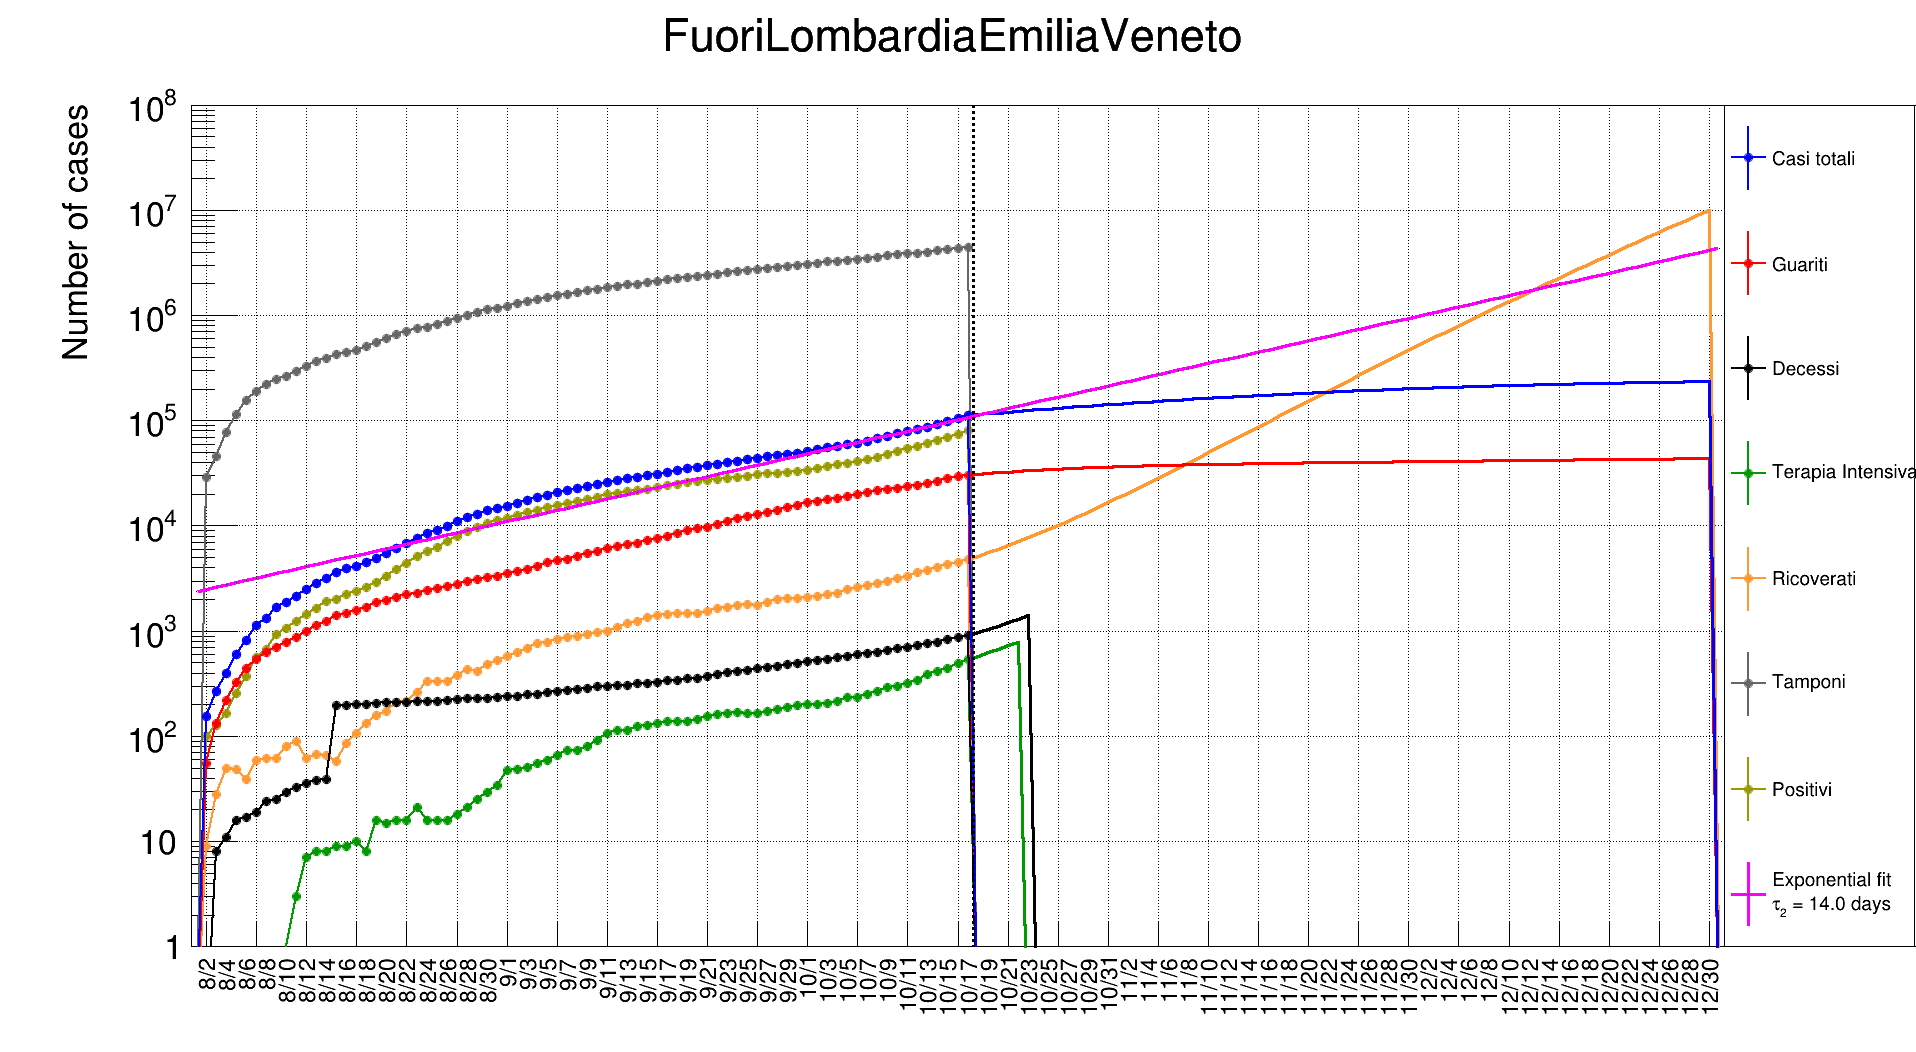 FuoriLombardiaEmiliaVeneto
Number of cases
10^8
10^7
10^6
10^5
10^4
10^3
10^2
10
1
8/2 8/4 8/6 8/8 8/10 8/12 8/14 8/16 8/18 8/20 8/22 8/24 8/26 8/28 8/30 9/1 9/3 9/5 9/7 9/9 9/11 9/13 9/15 9/17 9/19 9/21 9/23 9/25 9/27 9/29 10/1 10/3 10/5 10/7 10/9 10/11 10/13 10/15 10/17 10/19 10/21 10/23 10/25 10/27 10/29 10/31 11/2 11/4 11/6 11/8 11/10 11/12 11/14 11/16 11/18 11/20 11/22 11/24 11/26 11/28 11/30 12/2 12/4 12/6 12/8 12/10 12/12 12/14 12/16 12/18 12/20 12/22 12/24 12/26 12/28 12/30
Casi totali
Guariti
Decessi
Terapia Intensiva
Ricoverati
Tamponi
Positivi
Exponential fit
τ₂ = 14.0 days